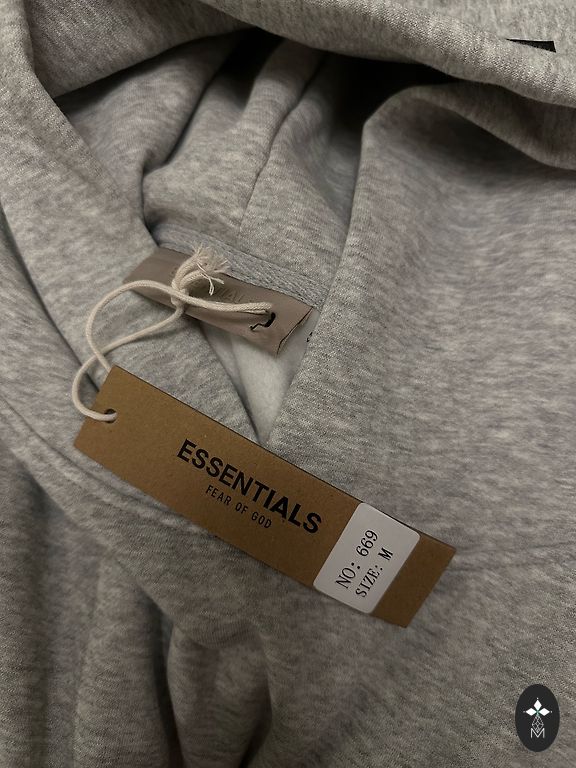 ESSENTIALS
FEAR OF GOD
NO: 669
SIZE: M
M